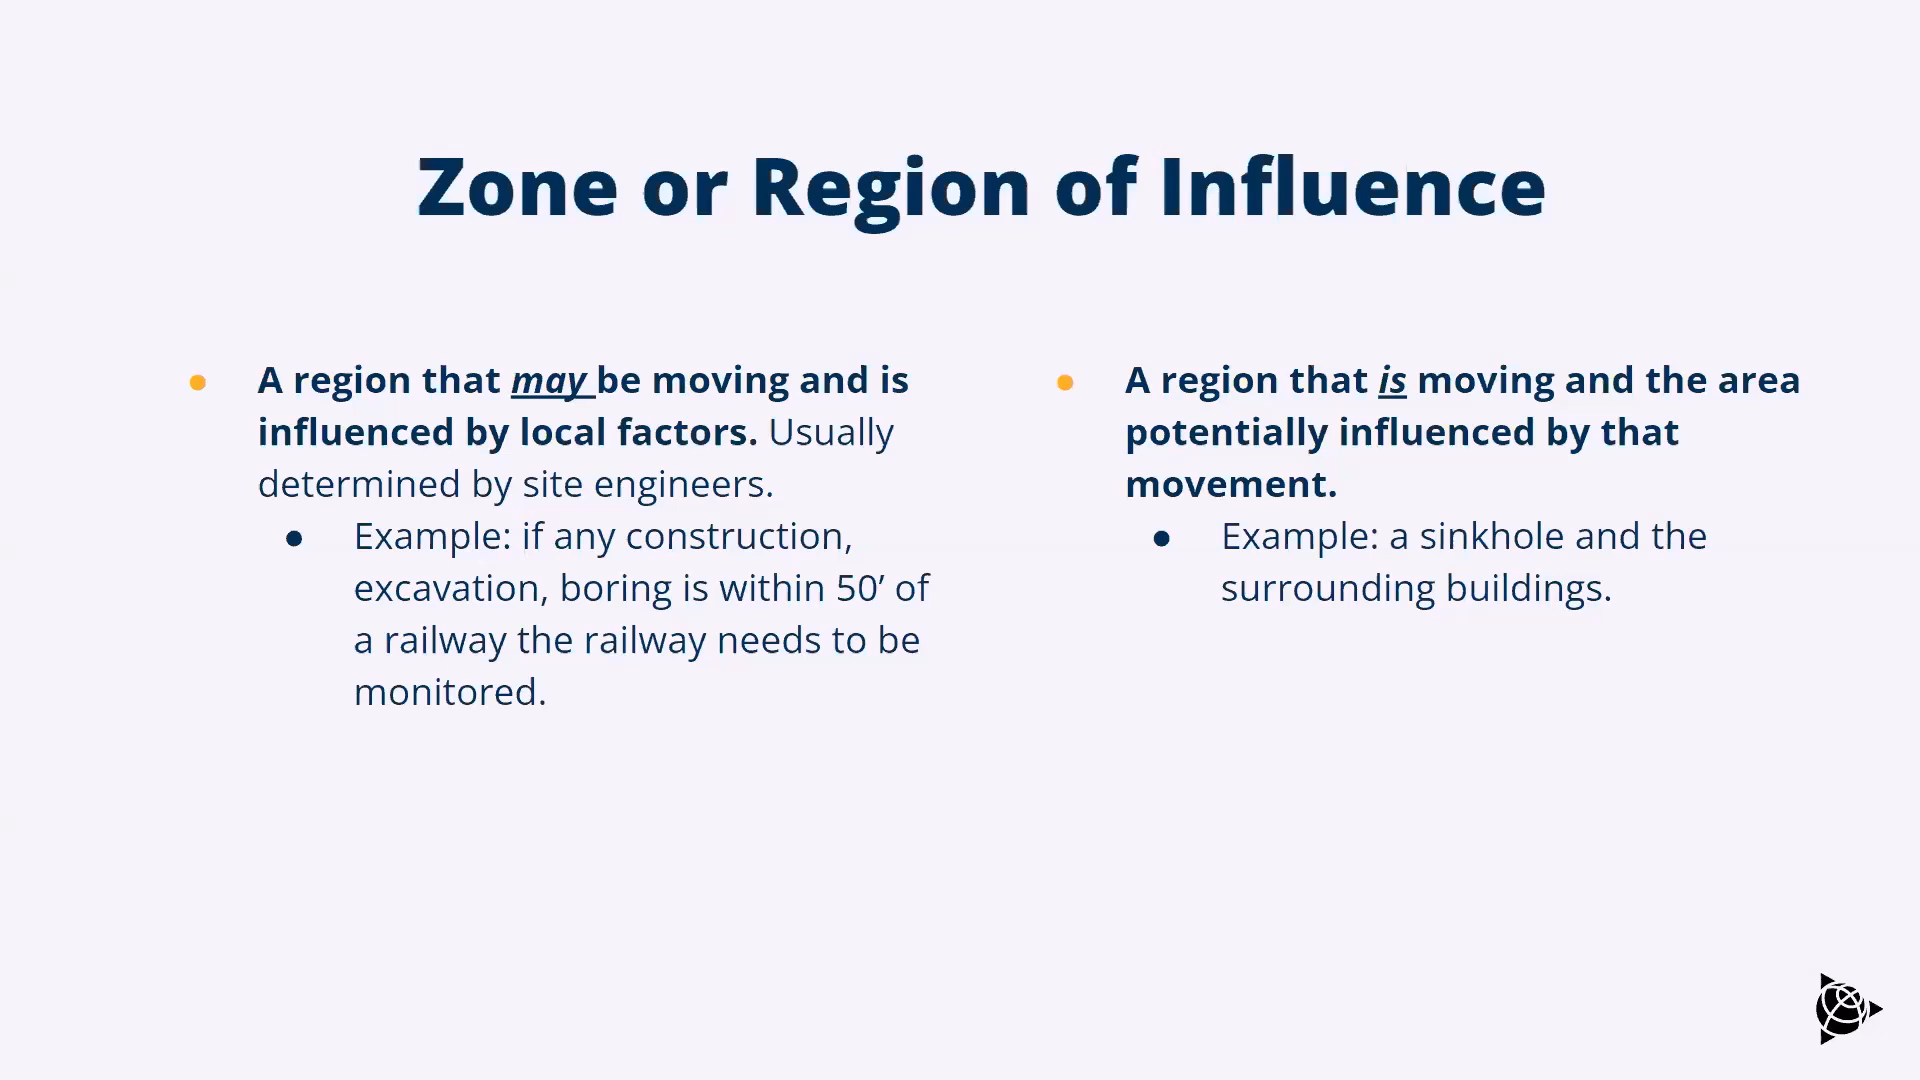 Zone or Region of Influence
● A region that may be moving and is
influenced by local factors. Usually
determined by site engineers.
● Example: if any construction,
excavation, boring is within 50’ of
a railway the railway needs to be
monitored.
● A region that is moving and the area
potentially influenced by that
movement.
● Example: a sinkhole and the
surrounding buildings.